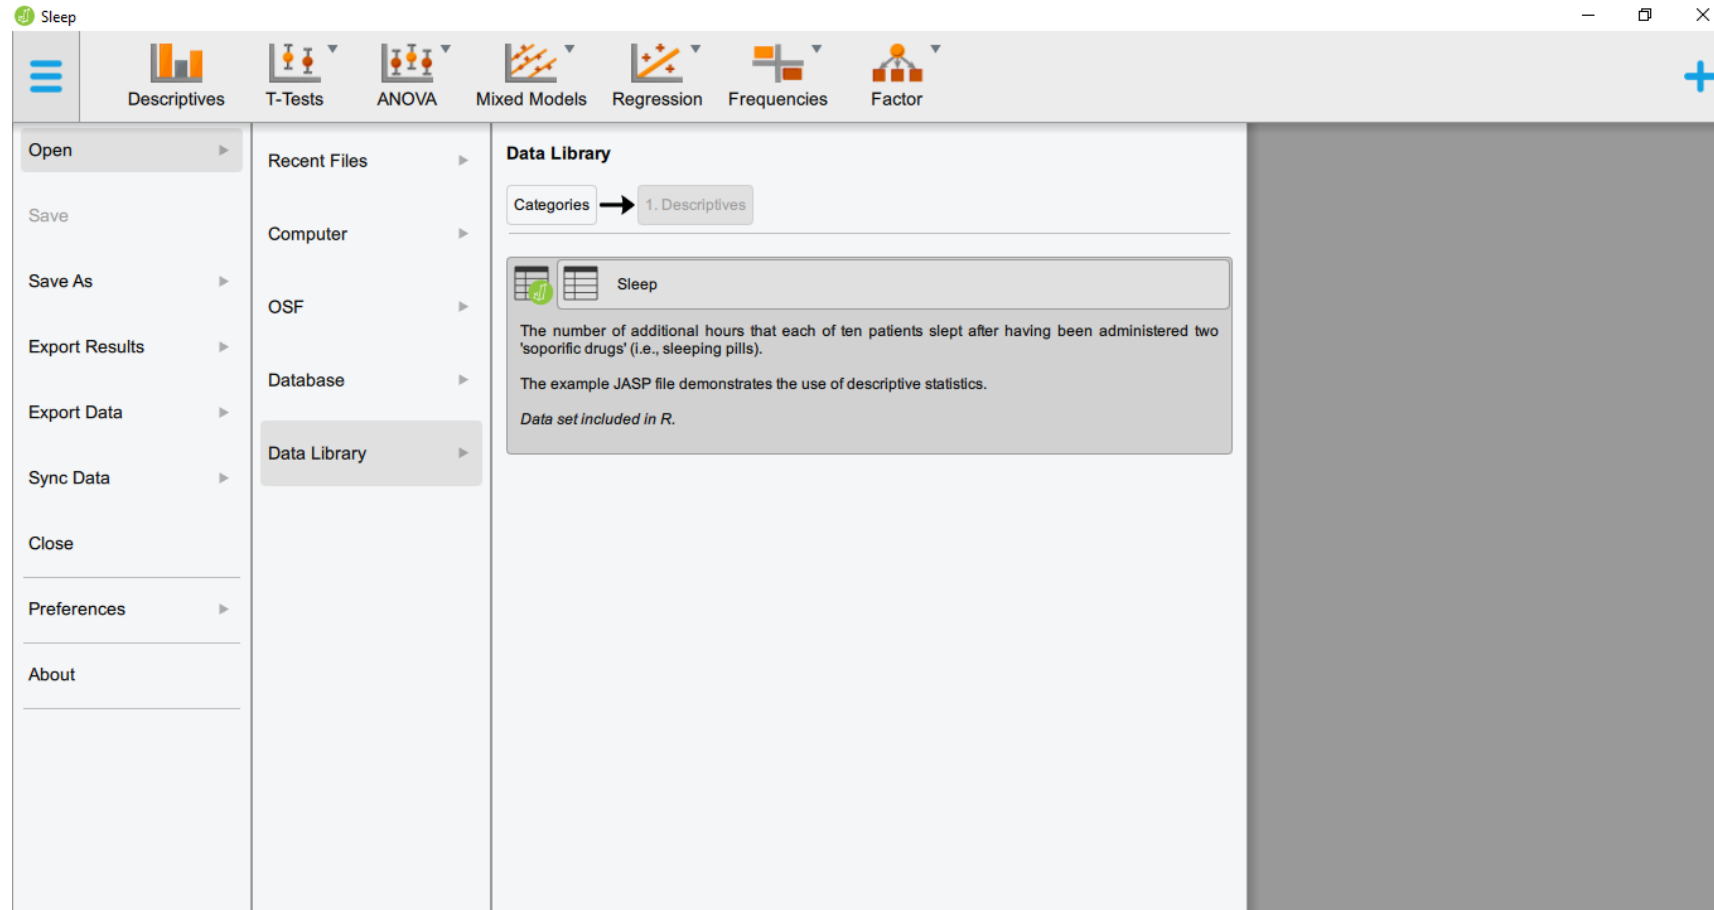 Sleep
Descriptives
T-Tests
ANOVA
Mixed Models
Regression
Frequencies
Factor
Open
Save
Save As
Export Results
Export Data
Sync Data
Close
Preferences
About
Recent Files
Computer
OSF
Database
Data Library
Data Library
Categories
1. Descriptives
Sleep
The number of additional hours that each of ten patients slept after having been administered two
'soporific drugs' (i.e., sleeping pills).
The example JASP file demonstrates the use of descriptive statistics.
Data set included in R.